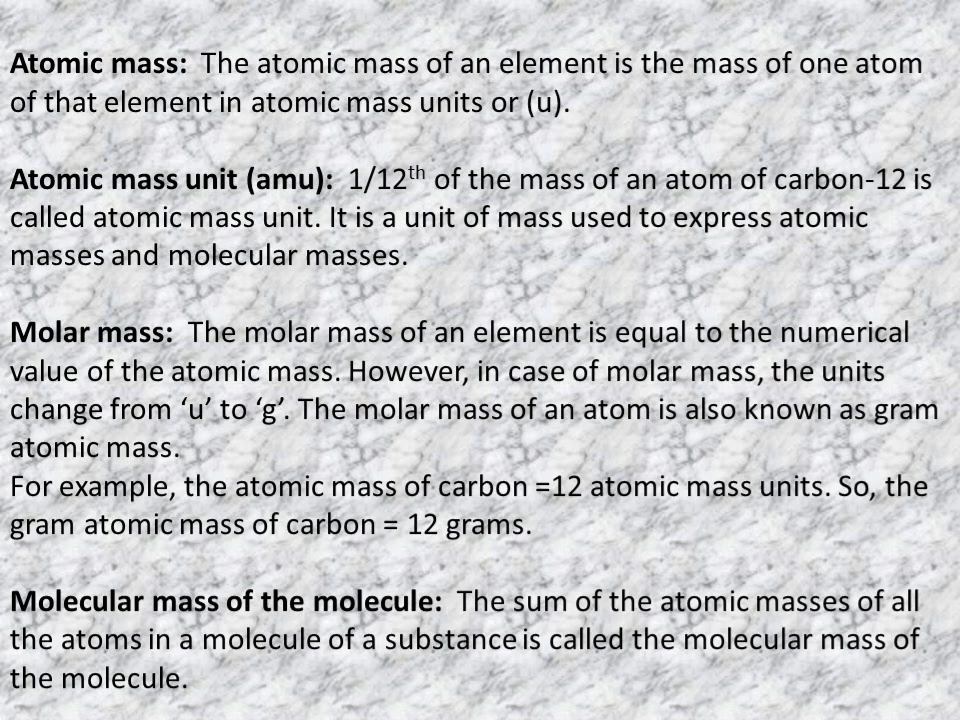 Atomic mass: The atomic mass of an element is the mass of one atom
of that element in atomic mass units or (u).
Atomic mass unit (amu): 1/12th of the mass of an atom of carbon-12 is
called atomic mass unit. It is a unit of mass used to express atomic
masses and molecular masses.
Molar mass: The molar mass of an element is equal to the numerical
value of the atomic mass. However, in case of molar mass, the units
change from ‘u’ to ‘g’. The molar mass of an atom is also known as gram
atomic mass.
For example, the atomic mass of carbon =12 atomic mass units. So, the
gram atomic mass of carbon = 12 grams.
Molecular mass of the molecule: The sum of the atomic masses of all
the atoms in a molecule of a substance is called the molecular mass of
the molecule.